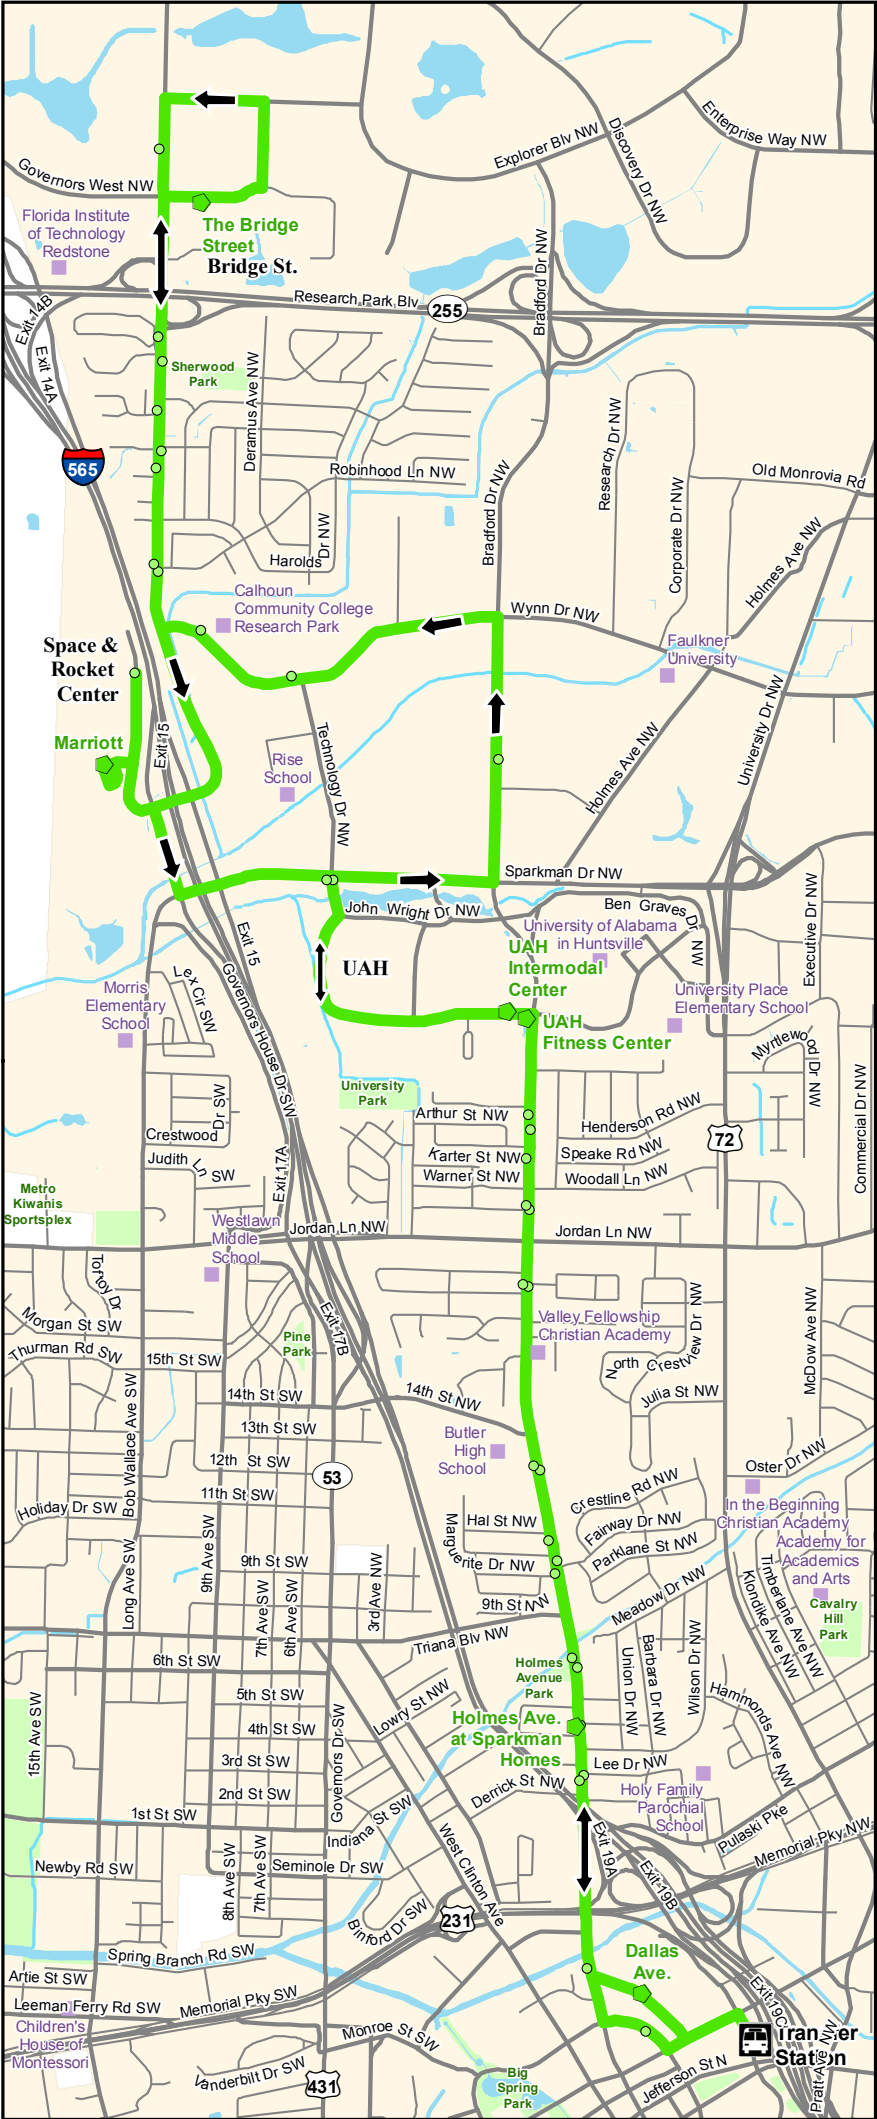 Explorer Blv NW
Discovery Dr NW
Enterprise Way NW
Governors West NW
Florida Institute
of Technology
Redstone
The Bridge
Street
Bridge St.
Bradford Dr NW
Research Park Blv
255
Exit 14B
Exit 14A
Sherwood
Park
Deramus Ave NW
565
Robinhood Ln NW
Research Dr NW
Old Monrovia Rd
Bradford Dr NW
Corporate Dr NW
Holmes Ave NW
Harolds
Dr NW
Calhoun
Community College
Research Park
Wynn Dr NW
Space &
Rocket
Center
Faulkner
University
Marriott
Exit 15
Technology Dr NW
Rise
School
Holmes Ave NW
University Dr NW
Sparkman Dr NW
John Wright Dr NW
Ben Graves Dr NW
Executive Dr NW
University of Alabama
in Huntsville
UAH
UAH
Intermodal
Center
Exit 15
Lex Cir SW
Governors House Dr SW
Morris
Elementary
School
University Place
Elementary School
UAH
Fitness Center
Myrtlewood Dr NW
Commercial Dr NW
University
Park
Arthur St NW
Henderson Rd NW
Dr SW
Crestwood
72
Karter St NW
Speake Rd NW
Judith Ln SW
Warner St NW
Woodall Ln NW
Exit 17A
Metro
Kiwanis
Sportsplex
Westlawn
Middle
School
Jordan Ln NW
Jordan Ln NW
Toftoy Dr
Morgan St SW
Thurman Rd SW
15th St SW
Pine
Park
Exit 17B
Valley Fellowship
Christian Academy
North Crestview Dr NW
Julia St NW
McDow Ave NW
14th St SW
14th St NW
13th St SW
Bob Wallace Ave SW
Butler
High
School
12th St SW
53
Oster Dr NW
11th St SW
Holiday Dr SW
Crestline Rd NW
In the Beginning
Christian Academy
Hal St NW
Fairway Dr NW
Parklane St NW
Academy for
Academics
and Arts
Marguerite Dr NW
Long Ave SW
9th Ave SW
9th St SW
3rd Ave NW
7th Ave SW
6th Ave SW
9th St NW
Meadow Dr NW
Klondike Ave NW
Timberlane Ave NW
Cavalry
Hill
Park
Triana Blv NW
6th St SW
Holmes
Avenue
Park
Union Dr NW
Barbara Dr NW
Wilson Dr NW
5th St SW
Lowry St NW
Hammonds Ave NW
15th Ave SW
4th St SW
Governors Dr SW
Holmes Ave.
at Sparkman
Homes
3rd St SW
Lee Dr NW
2nd St SW
Derrick St NW
Holy Family
Parochial
School
1st St SW
Indiana St SW
Pulaski Pke
Memorial Pky NW
West Clinton Ave
Exit 19A
Newby Rd SW
8th Ave SW
7th Ave SW
Seminole Dr SW
Exit 19B
Binford Dr SW
231
Spring Branch Rd SW
Dallas
Ave.
Artie St SW
Leeman Ferry Rd SW
Memorial Pky SW
Exit 19C
Children's
House of
Montessori
Monroe St SW
Transfer
Station
Vanderbilt Dr SW
431
Big
Spring
Park
Jefferson St N
Pratt Ave NW